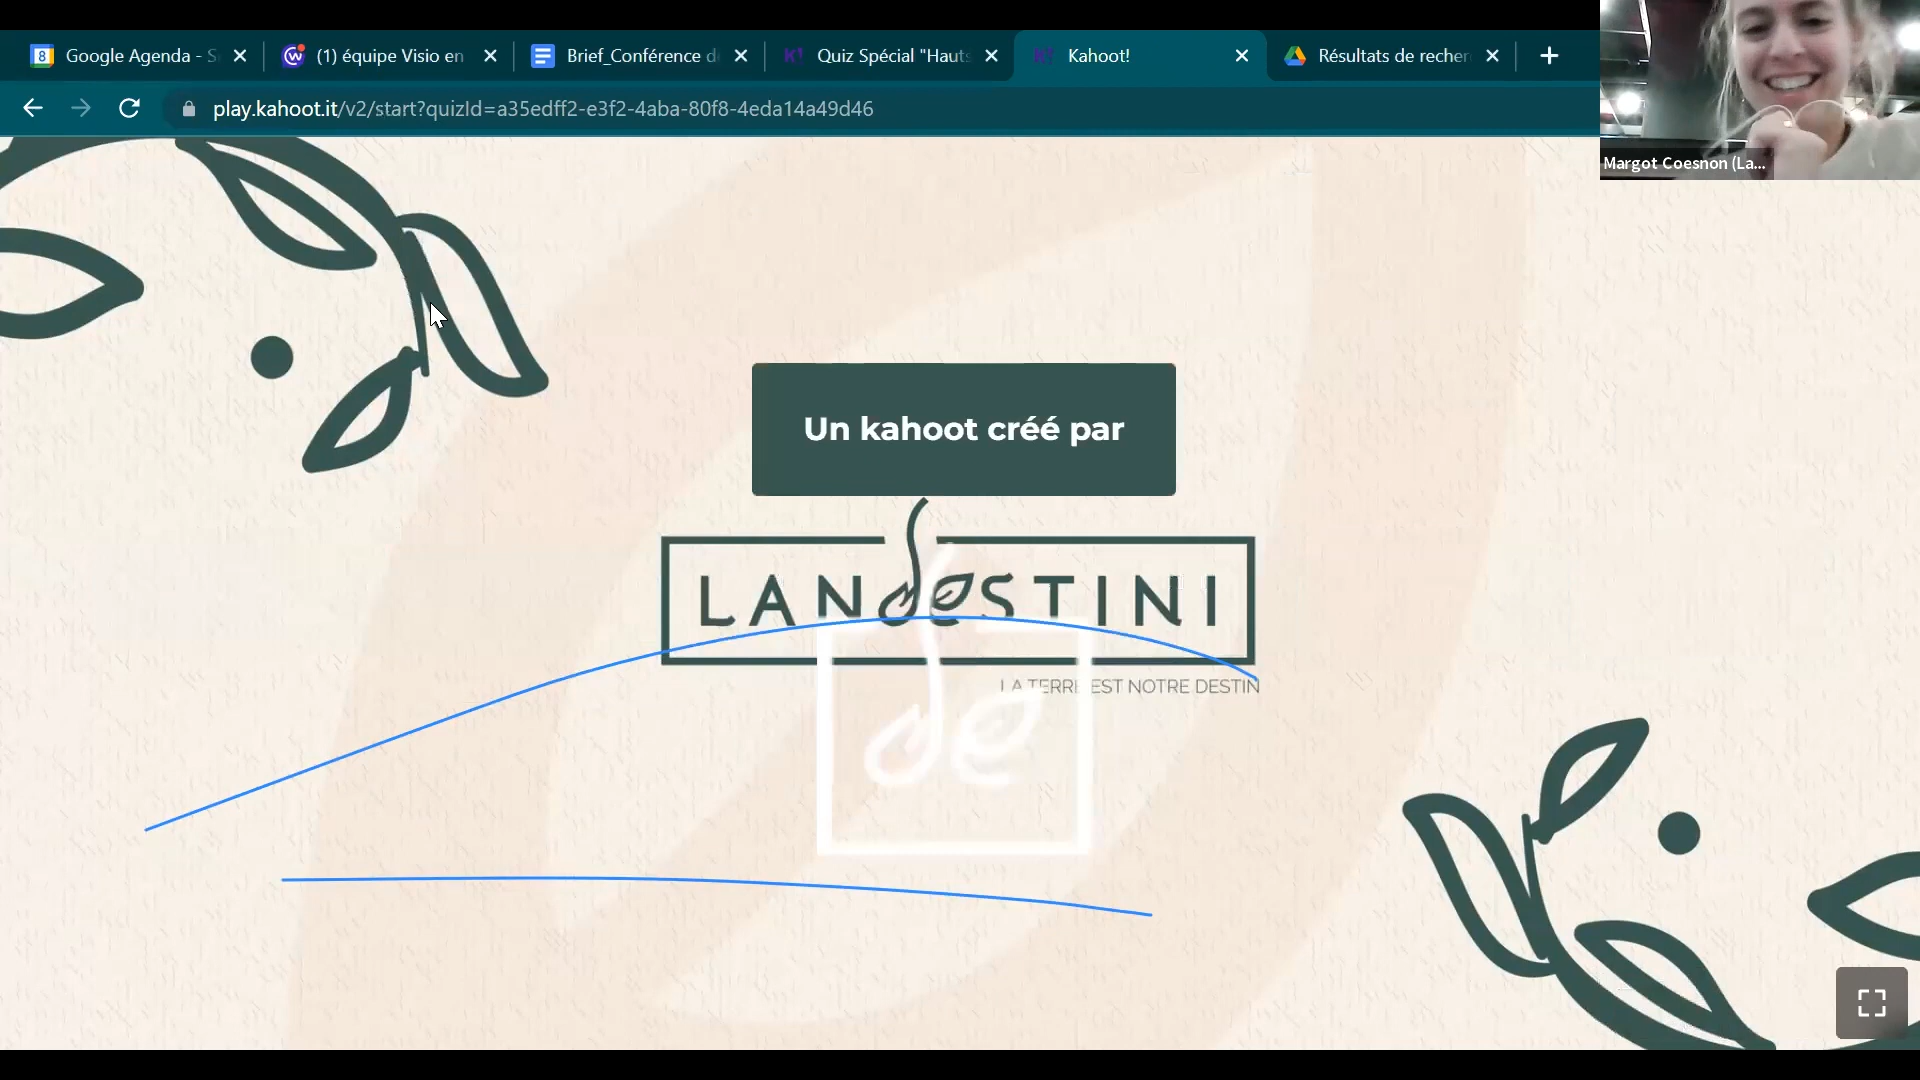 Google Agenda - S
(1) équipe Visio en
Brief_Conférence d
Quiz Spécial "Hauts
Kahoot!
Résultats de recher
play.kahoot.it/v2/start?quizId=a35edff2-e3f2-4aba-80f8-4eda14a49d46
Margot Coesnon (La...
Un kahoot créé par
LANDESTINI
LA TERRE EST NOTRE DESTIN
de